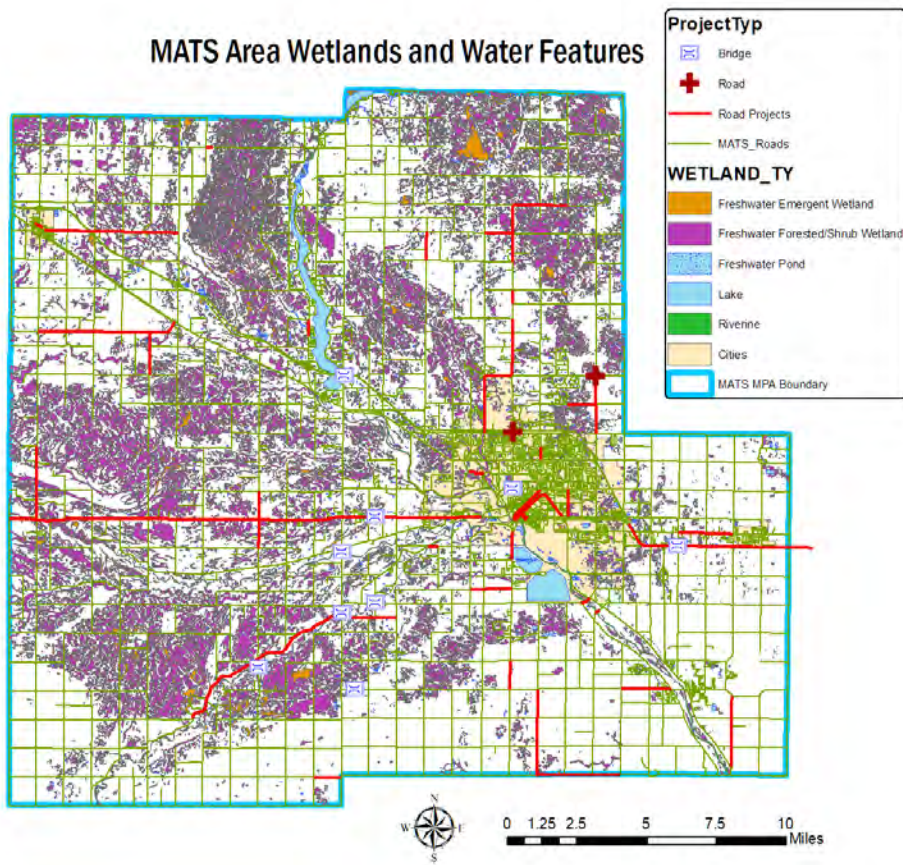 MATS Area Wetlands and Water Features
ProjectTyp
Bridge
Road
Road Projects
MATS_Roads
WETLAND_TY
Freshwater Emergent Wetland
Freshwater Forested/Shrub Wetland
Freshwater Pond
Lake
Riverine
Cities
MATS MPA Boundary
N
W E
S
0 1.25 2.5 5 7.5 10
Miles